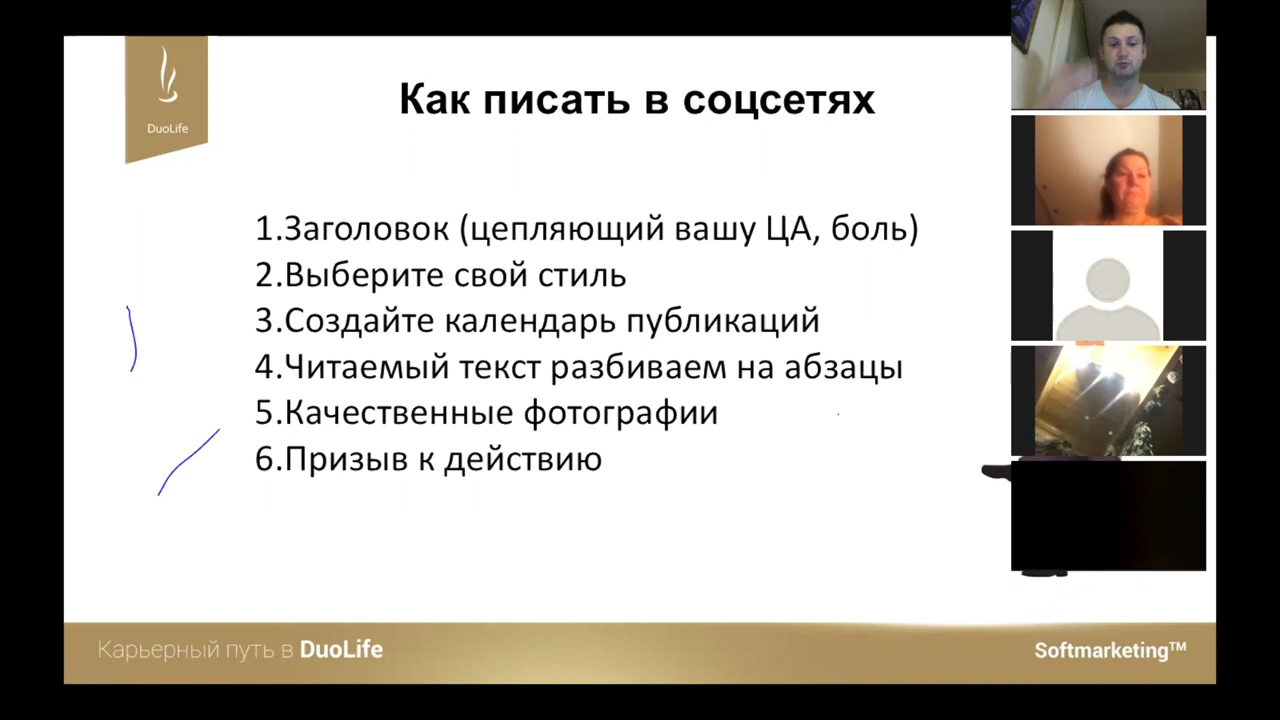 DuoLife
Как писать в соцсетях
1.Заголовок (цепляющий вашу ЦА, боль)
2.Выберите свой стиль
3.Создайте календарь публикаций
4.Читаемый текст разбиваем на абзацы
5.Качественные фотографии
6.Призыв к действию
Карьерный путь в DuoLife
Softmarketing™